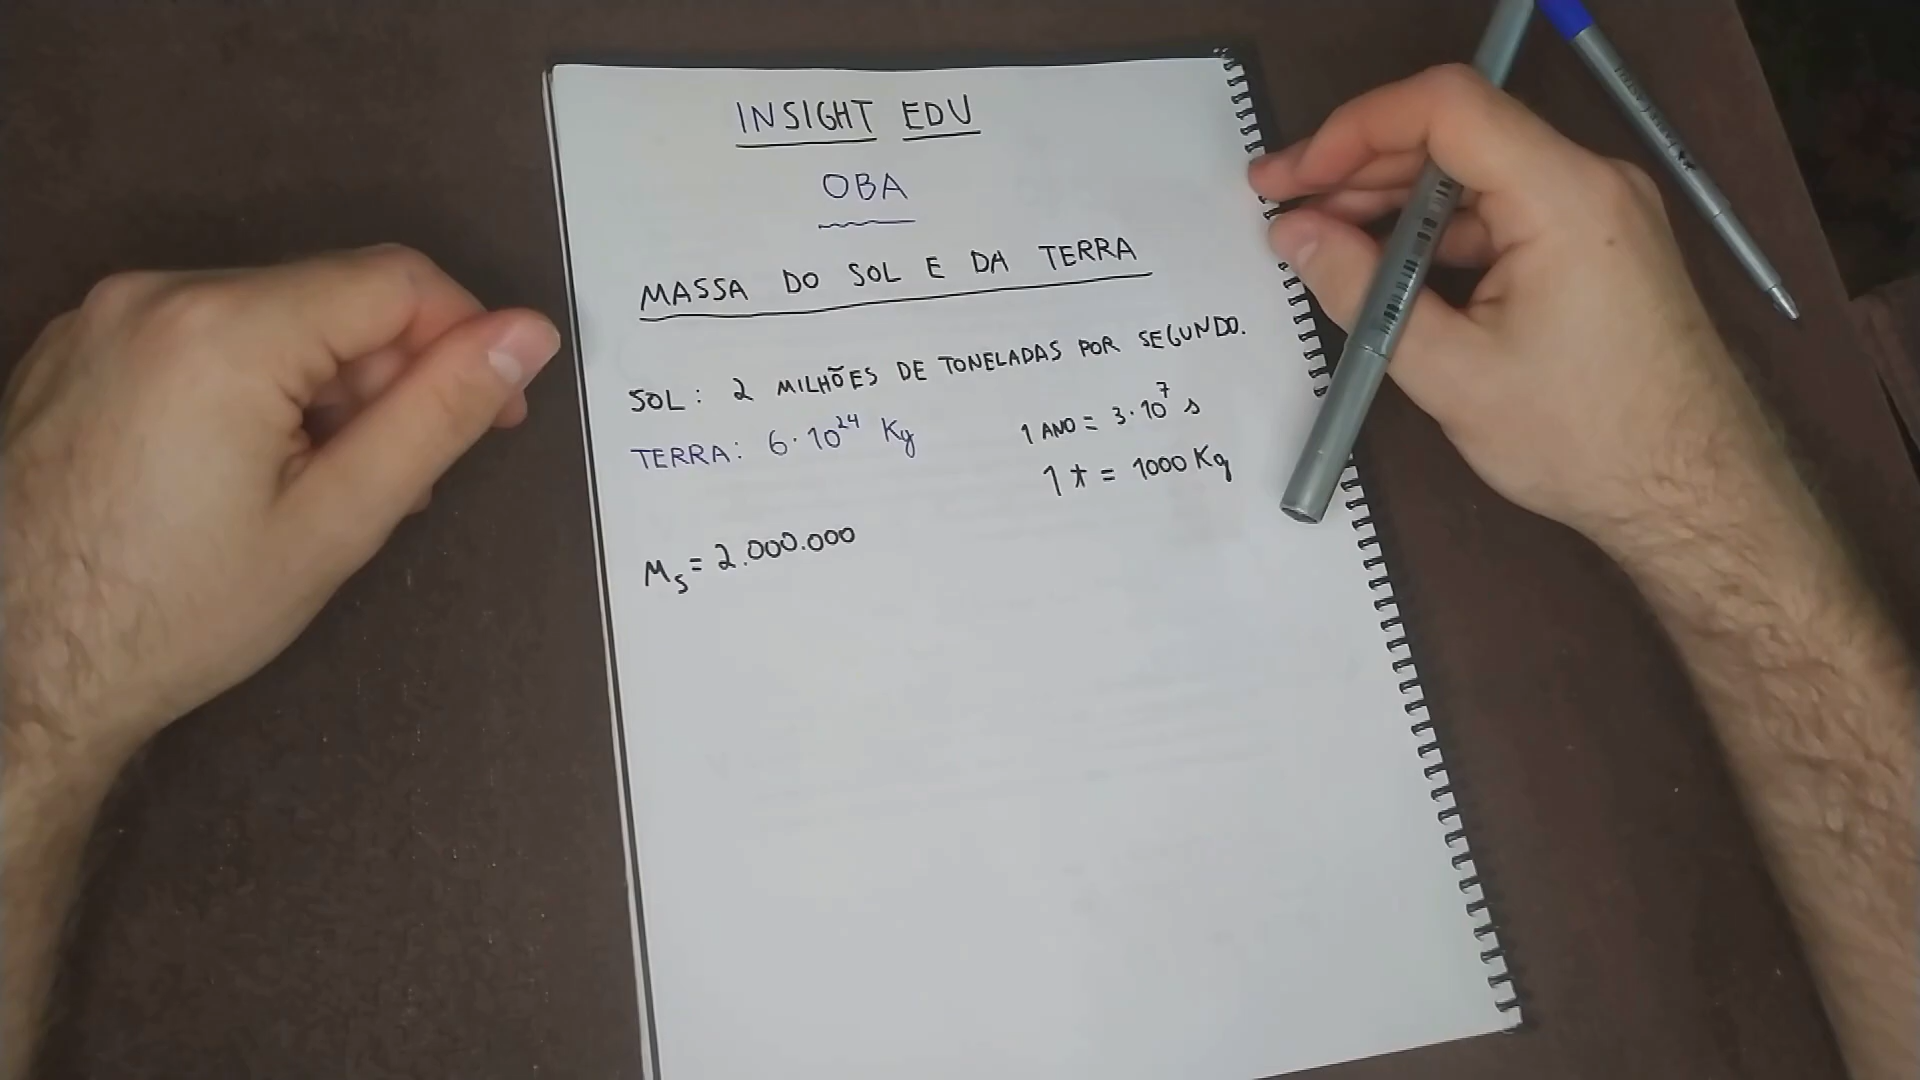 INSIGHT EDU
OBA
MASSA DO SOL E DA TERRA
SOL: 2 MILHÕES DE TONELADAS POR SEGUNDO.
TERRA: 6·10²⁴ Kg
1 ANO = 3·10⁷ s
1 t = 1000 Kg
Mₛ = 2.000.000